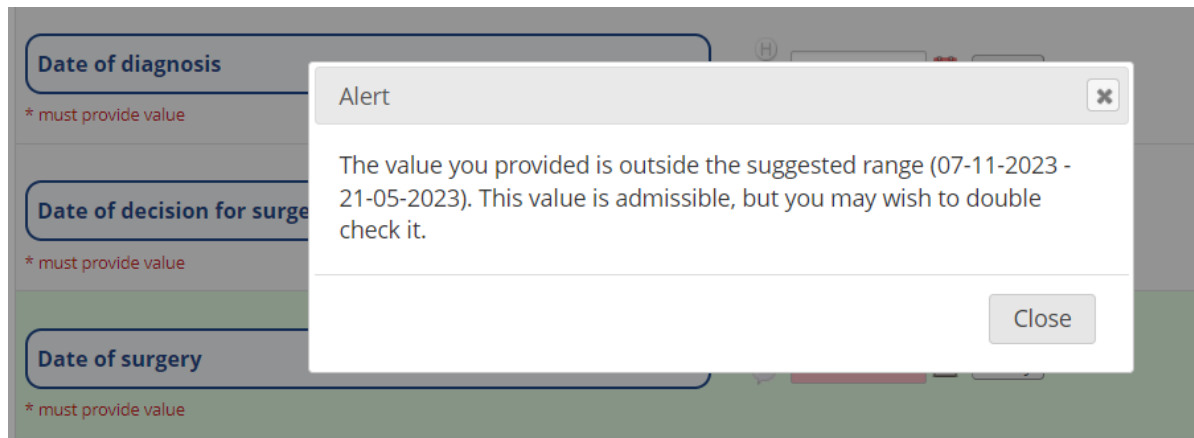 Date of diagnosis
* must provide value
Alert
The value you provided is outside the suggested range (07-11-2023 -
21-05-2023). This value is admissible, but you may wish to double
check it.
Close
Date of decision for surge
* must provide value
Date of surgery
* must provide value